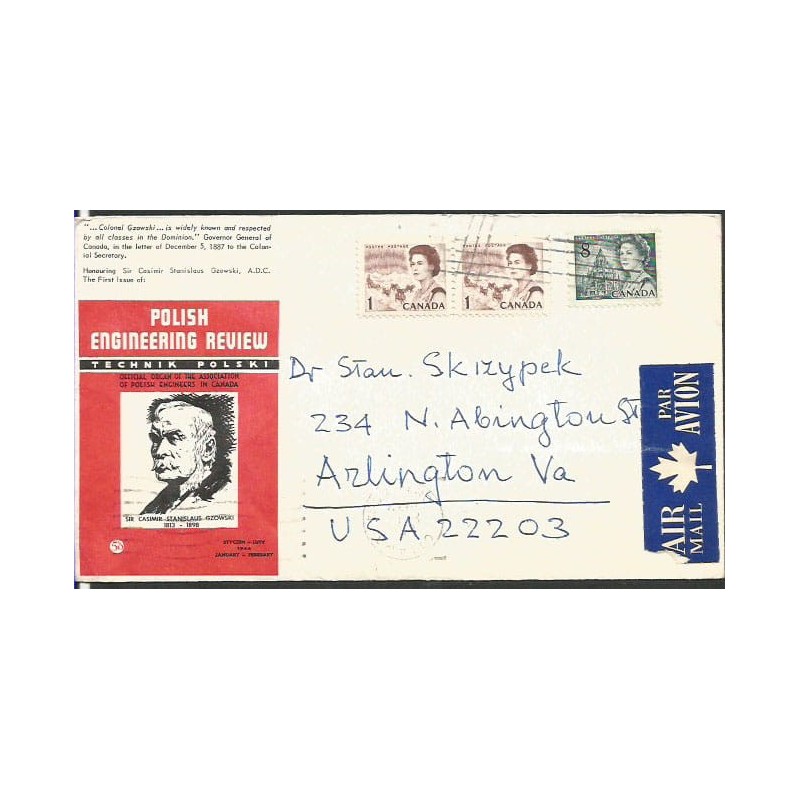 "... Colonel Gzowski ... is widely known and respected
by all classes in the Dominion." Governor General of
Canada, in the letter of December 5, 1887 to the Colon-
ial Secretary.
Honouring Sir Casimir Stanislaus Gzowski, A.D.C.
The First Issue of:
POLISH
ENGINEERING REVIEW
TECHNIK POLSKI
OFFICIAL ORGAN OF THE ASSOCIATION
OF POLISH ENGINEERS IN CANADA
SIR CASIMIR STANISLAUS GZOWSKI
1813 - 1898
STYCZEŃ - LUTY
JANUARY - FEBRUARY
50
POSTES POSTAGE
1 CANADA
POSTES POSTAGE
1 CANADA
8
CANADA
Dr Stan. Skrzypek
234 N. Abington St
Arlington Va
USA 22203
PAR
AVION
AIR
MAIL